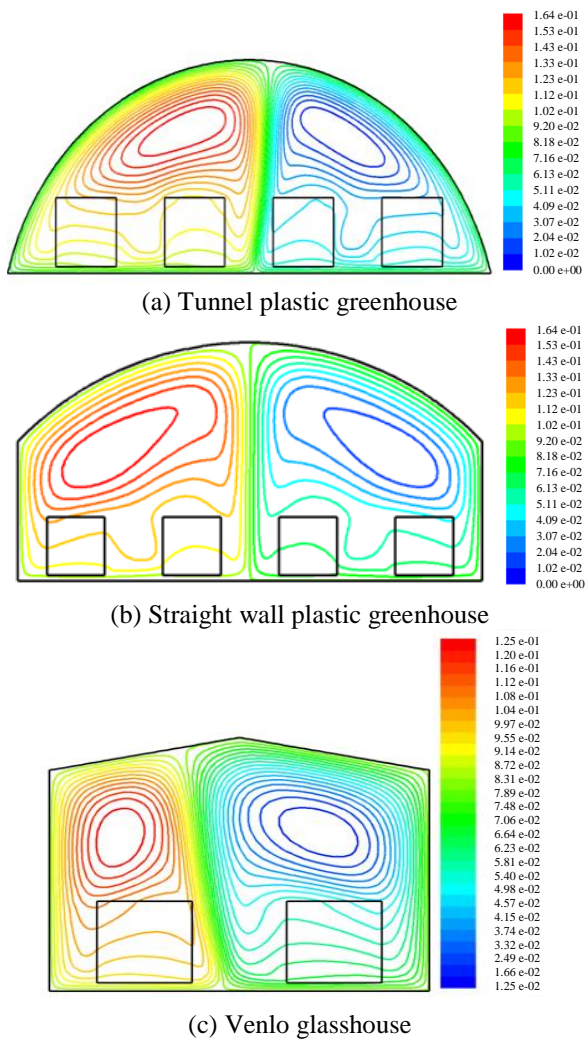 1.64 e-01
1.53 e-01
1.43 e-01
1.33 e-01
1.23 e-01
1.12 e-01
1.02 e-01
9.20 e-02
8.18 e-02
7.16 e-02
6.13 e-02
5.11 e-02
4.09 e-02
3.07 e-02
2.04 e-02
1.02 e-02
0.00 e+00
(a) Tunnel plastic greenhouse
1.64 e-01
1.53 e-01
1.43 e-01
1.33 e-01
1.23 e-01
1.12 e-01
1.02 e-01
9.20 e-02
8.18 e-02
7.16 e-02
6.13 e-02
5.11 e-02
4.09 e-02
3.07 e-02
2.04 e-02
1.02 e-02
0.00 e+00
(b) Straight wall plastic greenhouse
1.25 e-01
1.20 e-01
1.16 e-01
1.12 e-01
1.08 e-01
1.04 e-01
9.97 e-02
9.55 e-02
9.14 e-02
8.72 e-02
8.31 e-02
7.89 e-02
7.48 e-02
7.06 e-02
6.64 e-02
6.23 e-02
5.81 e-02
5.40 e-02
4.98 e-02
4.57 e-02
4.15 e-02
3.74 e-02
3.32 e-02
2.49 e-02
1.66 e-02
1.25 e-02
(c) Venlo glasshouse